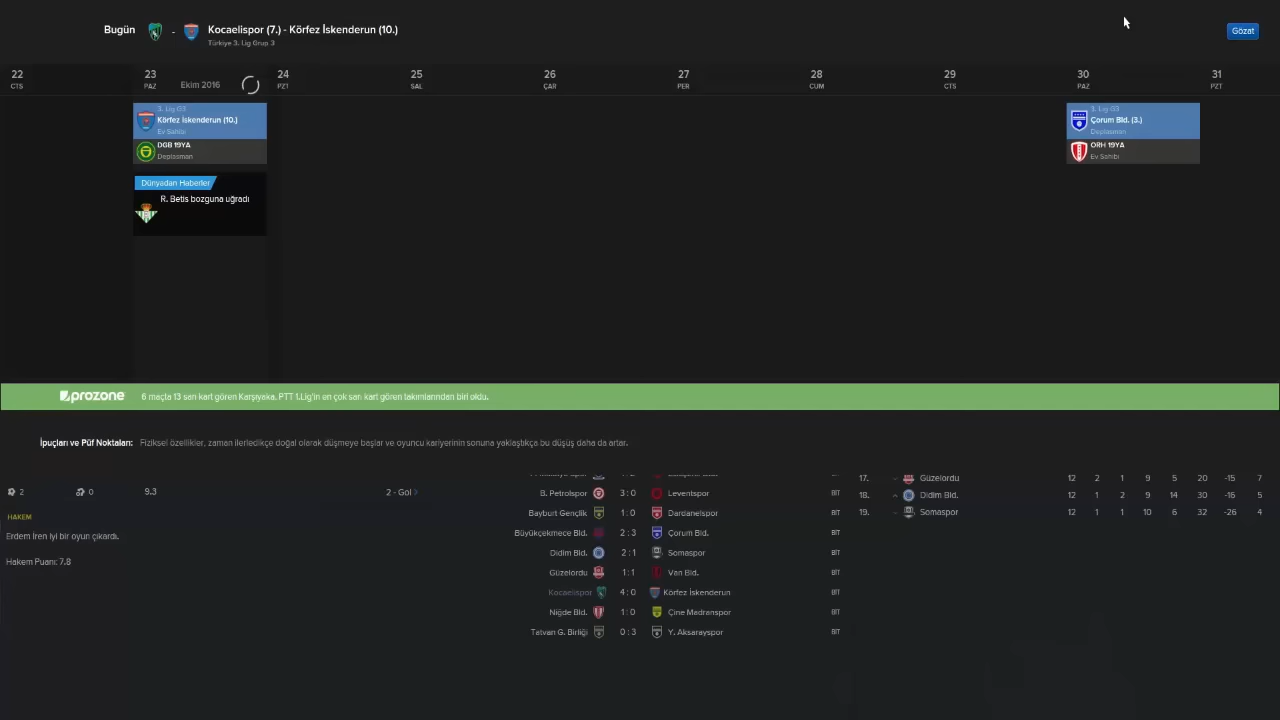 Bugün
-
Kocaelispor (7.) - Körfez İskenderun (10.)
Türkiye 3. Lig Grup 3
Gözat
22 23 24 25 26 27 28 29 30 31
CTS PAZ Ekim 2016 PZT SAL ÇAR PER CUM CTS PAZ PZT
3. Lig G3
Körfez İskenderun (10.)
Ev Sahibi
DGB 19YA
Deplasman
3. Lig G3
Çorum Bld. (3.)
Deplasman
ORH 19YA
Ev Sahibi
Dünyadan Haberler
R. Betis bozguna uğradı
prozone 6 maçta 13 sarı kart gören Karşıyaka, PTT 1.Lig'in en çok sarı kart gören takımlarından biri oldu.
İpuçları ve Püf Noktaları: Fiziksel özellikler, zaman ilerledikçe doğal olarak düşmeye başlar ve oyuncu kariyerinin sonuna yaklaştıkça bu düşüş daha da artar.
2 0 9.3 2 - Gol
HAKEM
Erdem İren iyi bir oyun çıkardı.
Hakem Puanı: 7.8
B. Petrolspor 3 : 0 Leventspor BİT
Bayburt Gençlik 1 : 0 Dardanelspor BİT
Büyükçekmece Bld. 2 : 3 Çorum Bld. BİT
Didim Bld. 2 : 1 Somaspor BİT
Güzelordu 1 : 1 Van Bld. BİT
Kocaelispor 4 : 0 Körfez İskenderun BİT
Niğde Bld. 1 : 0 Çine Madranspor BİT
Tatvan G. Birliği 0 : 3 Y. Aksarayspor BİT
17. Güzelordu 12 2 1 9 5 20 -15 7
18. Didim Bld. 12 1 2 9 14 30 -16 5
19. Somaspor 12 1 1 10 6 32 -26 4